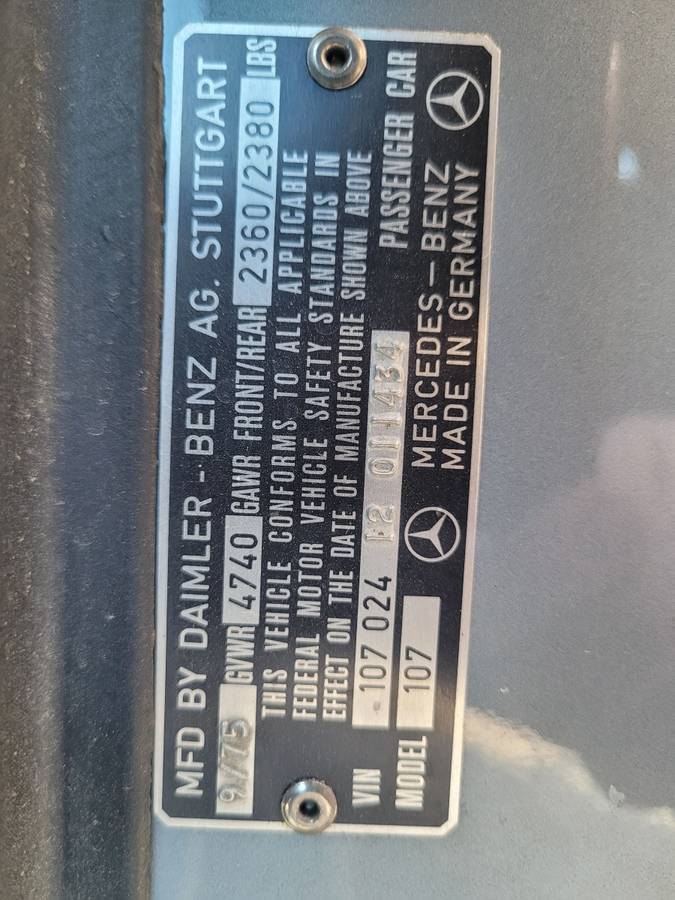 MFD BY DAIMLER - BENZ AG. STUTTGART
9/75 GVWR 4740 GAWR FRONT/REAR 2360/2380 LBS
THIS VEHICLE CONFORMS TO ALL APPLICABLE
FEDERAL MOTOR VEHICLE SAFETY STANDARDS IN
EFFECT ON THE DATE OF MANUFACTURE SHOWN ABOVE
VIN 107 024 12 011434 PASSENGER CAR
MODEL 107 MERCEDES-BENZ
MADE IN GERMANY